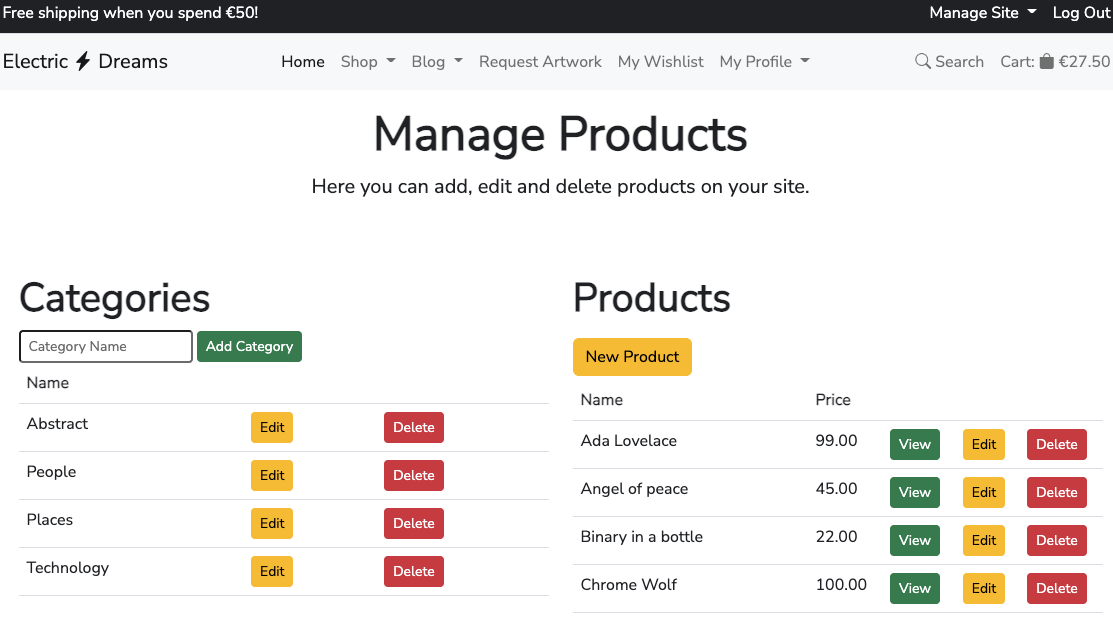 Free shipping when you spend €50! Manage Site Log Out
Electric Dreams Home Shop Blog Request Artwork My Wishlist My Profile Search Cart: €27.50
Manage Products
Here you can add, edit and delete products on your site.
Categories
Category Name Add Category
Name
Abstract Edit Delete
People Edit Delete
Places Edit Delete
Technology Edit Delete
Products
New Product
Name Price
Ada Lovelace 99.00 View Edit Delete
Angel of peace 45.00 View Edit Delete
Binary in a bottle 22.00 View Edit Delete
Chrome Wolf 100.00 View Edit Delete